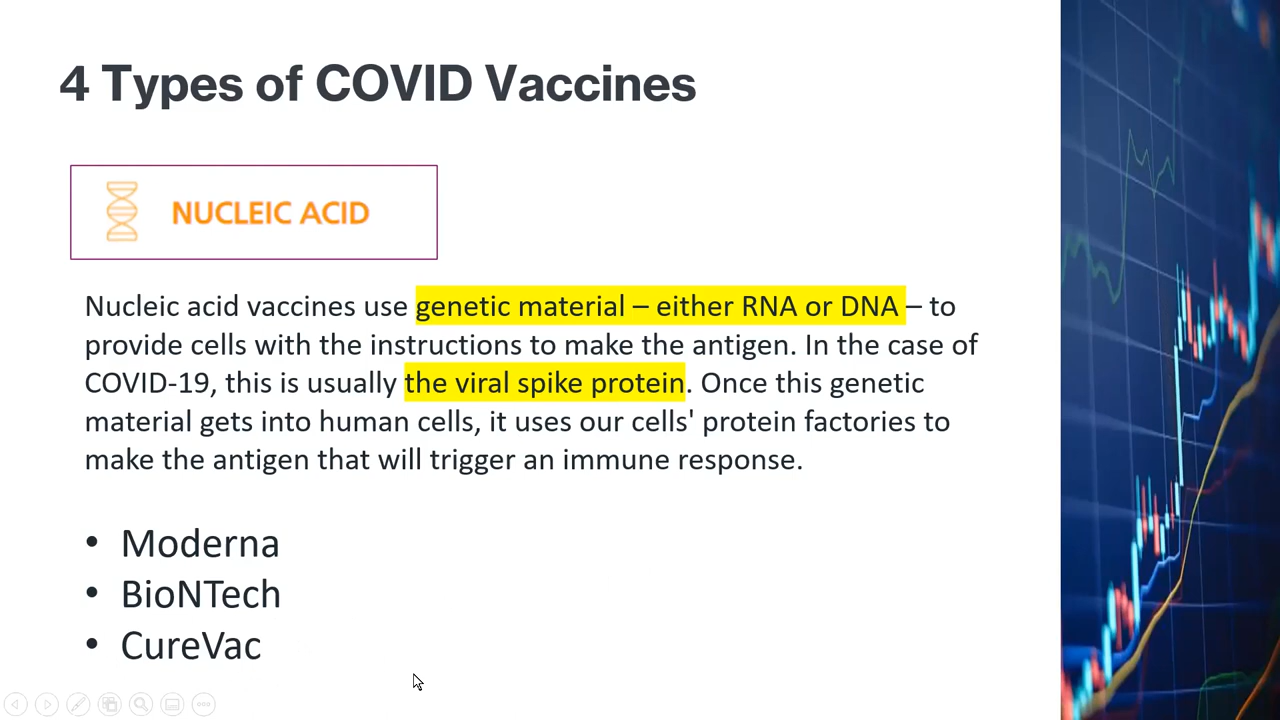 4 Types of COVID Vaccines
NUCLEIC ACID
Nucleic acid vaccines use genetic material – either RNA or DNA – to
provide cells with the instructions to make the antigen. In the case of
COVID-19, this is usually the viral spike protein. Once this genetic
material gets into human cells, it uses our cells' protein factories to
make the antigen that will trigger an immune response.
• Moderna
• BioNTech
• CureVac